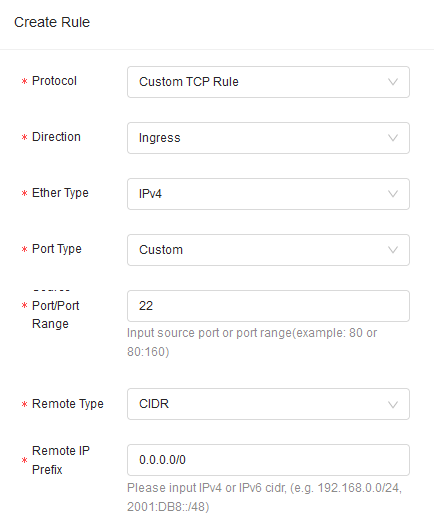 Create Rule
* Protocol
Custom TCP Rule
* Direction
Ingress
* Ether Type
IPv4
* Port Type
Custom
* Port/Port
Range
22
Input source port or port range(example: 80 or
80:160)
* Remote Type
CIDR
* Remote IP
Prefix
0.0.0.0/0
Please input IPv4 or IPv6 cidr, (e.g. 192.168.0.0/24,
2001:DB8::/48)